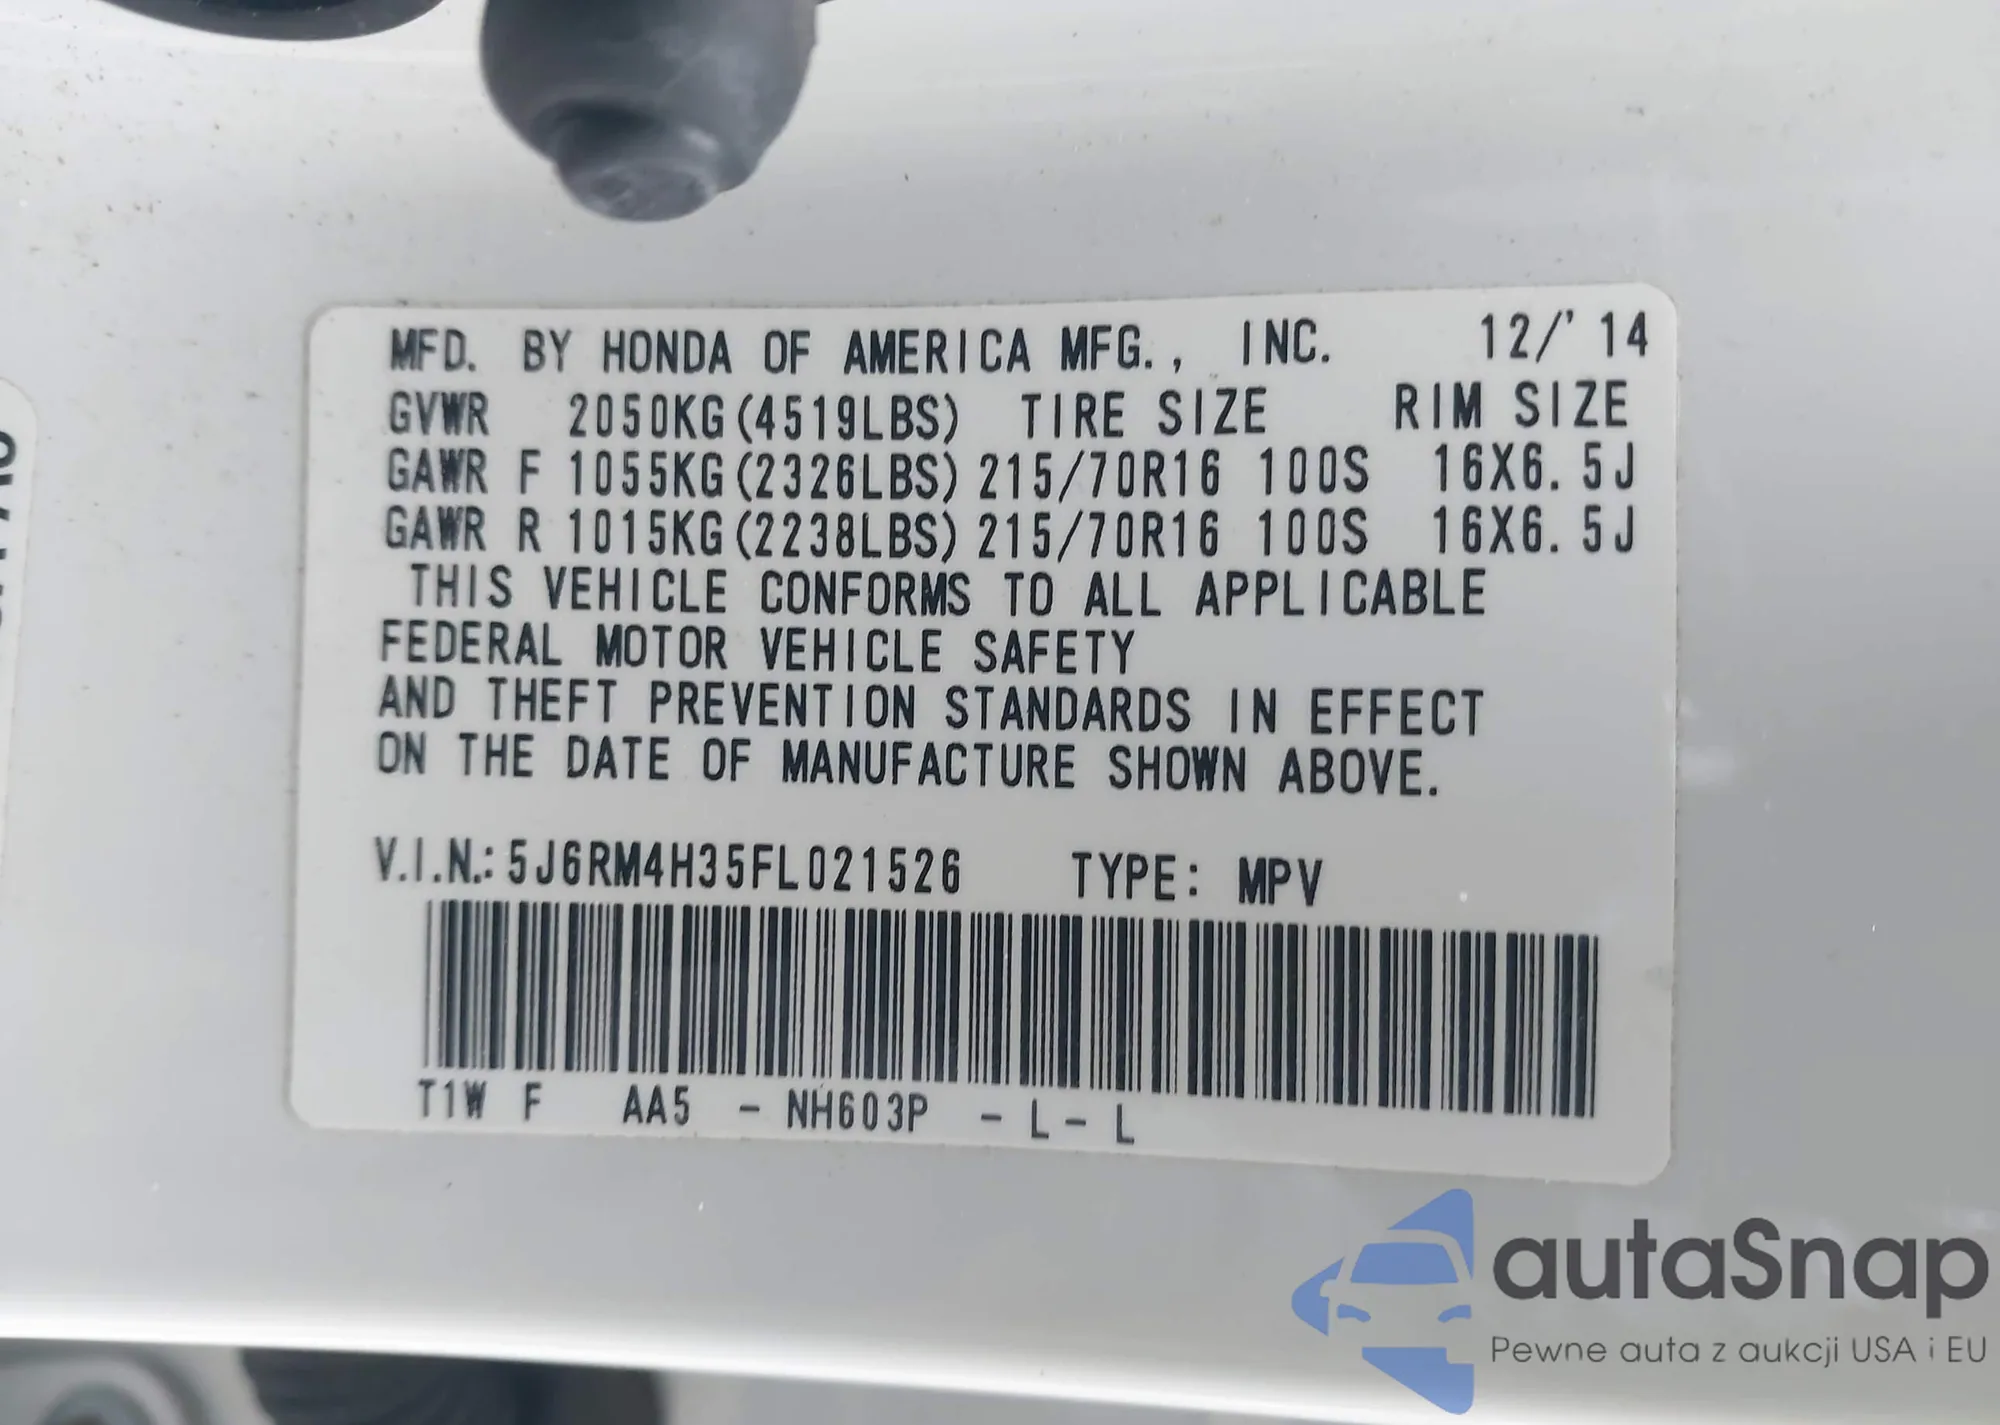 MFD. BY HONDA OF AMERICA MFG., INC. 12/'14
GVWR 2050KG(4519LBS) TIRE SIZE RIM SIZE
GAWR F 1055KG(2326LBS) 215/70R16 100S 16X6.5J
GAWR R 1015KG(2238LBS) 215/70R16 100S 16X6.5J
THIS VEHICLE CONFORMS TO ALL APPLICABLE
FEDERAL MOTOR VEHICLE SAFETY
AND THEFT PREVENTION STANDARDS IN EFFECT
ON THE DATE OF MANUFACTURE SHOWN ABOVE.
V.I.N.: 5J6RM4H35FL021526 TYPE: MPV
T1W F AA5 - NH603P - L - L
autaSnap
Pewne auta z aukcji USA i EU